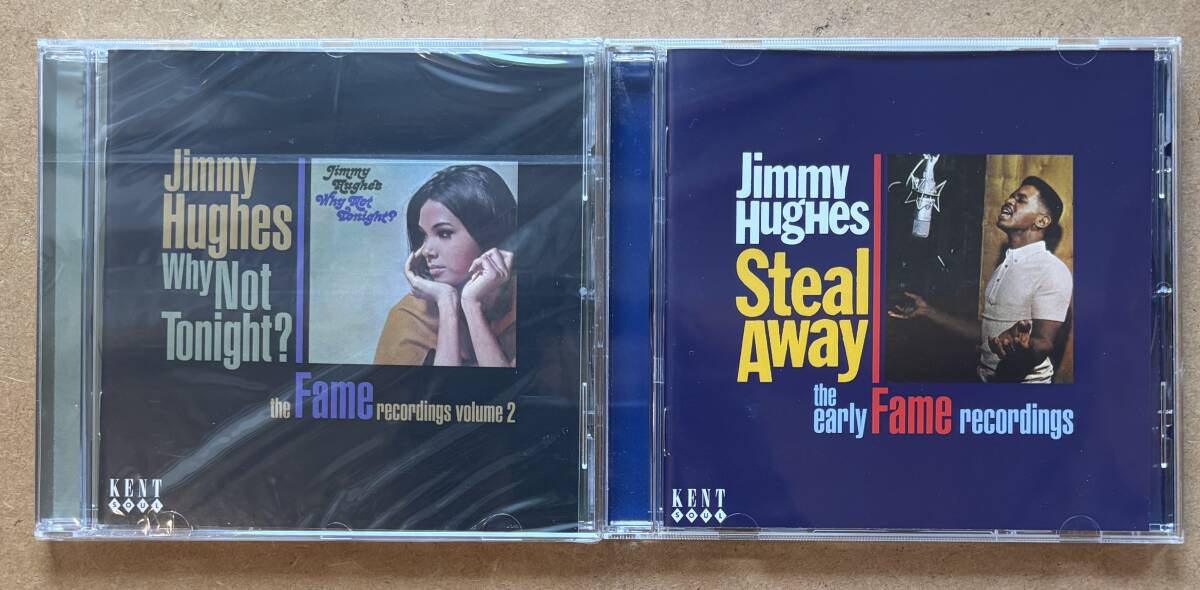 Jimmy
Hughes
Why Not
Tonight?
Jimmy
Hughes
Why Not
Tonight?
the Fame recordings volume 2
KENT
SOUL
Jimmy
Hughes
Steal
Away
the
early Fame recordings
KENT
SOUL